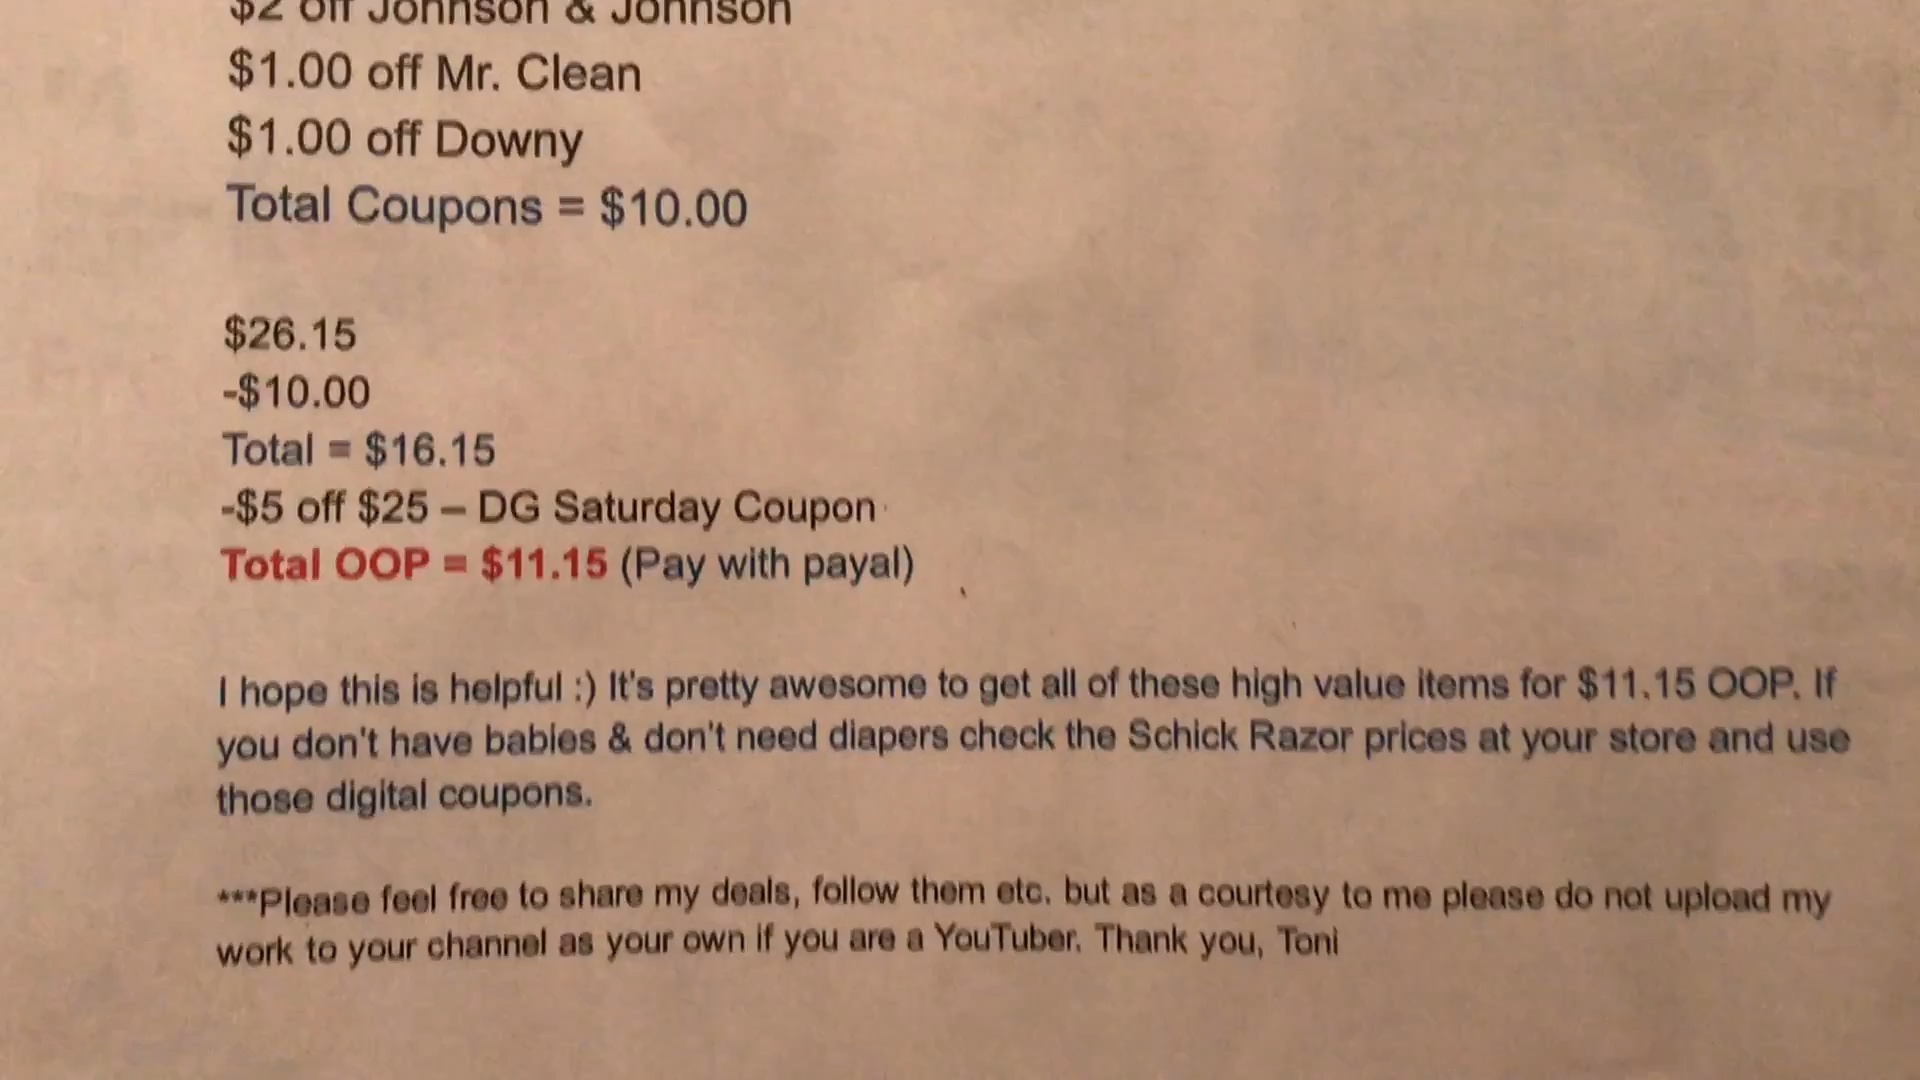 $2 off Johnson & Johnson
$1.00 off Mr. Clean
$1.00 off Downy
Total Coupons = $10.00
$26.15
-$10.00
Total = $16.15
-$5 off $25 – DG Saturday Coupon
Total OOP = $11.15 (Pay with payal)
I hope this is helpful :) It's pretty awesome to get all of these high value items for $11.15 OOP. If
you don't have babies & don't need diapers check the Schick Razor prices at your store and use
those digital coupons.
***Please feel free to share my deals, follow them etc. but as a courtesy to me please do not upload my
work to your channel as your own if you are a YouTuber. Thank you, Toni